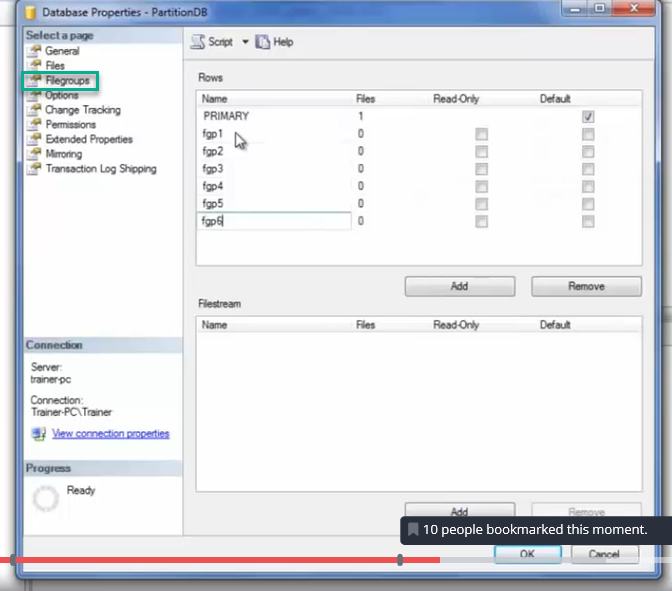 Database Properties - PartitionDB
Select a page
General
Files
Filegroups
Options
Change Tracking
Permissions
Extended Properties
Mirroring
Transaction Log Shipping
Script Help
Rows
Name Files Read-Only Default
PRIMARY 1
fgp1 0
fgp2 0
fgp3 0
fgp4 0
fgp5 0
fgp6 0
Add Remove
Filestream
Name Files Read-Only Default
Connection
Server:
trainer-pc
Connection:
Trainer-PC\Trainer
View connection properties
Progress
Ready
Add Remove
10 people bookmarked this moment.
OK Cancel